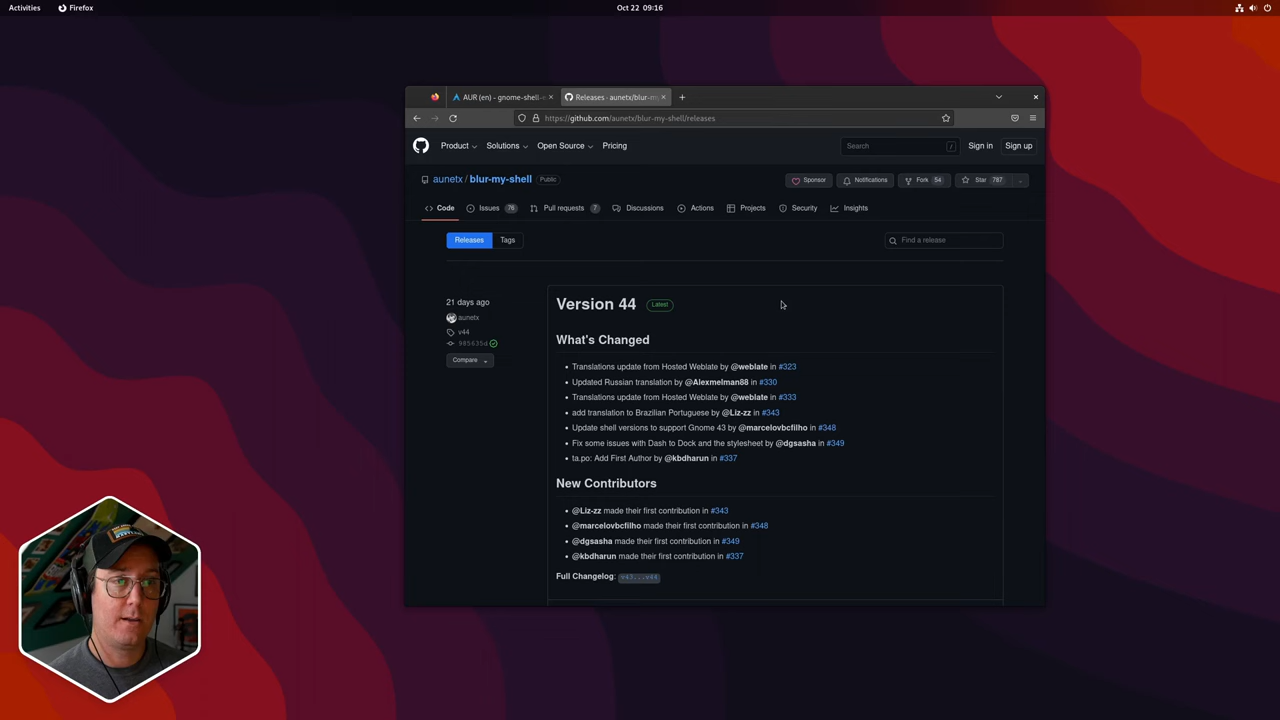 Activities
Firefox
Oct 22 09:16
AUR (en) - gnome-shell-e
Releases · aunetx/blur-my
https://github.com/aunetx/blur-my-shell/releases
Product
Solutions
Open Source
Pricing
Search
/
Sign in
Sign up
aunetx / blur-my-shell
Public
Sponsor
Notifications
Fork 54
Star 787
Code
Issues 76
Pull requests 7
Discussions
Actions
Projects
Security
Insights
Releases
Tags
Find a release
21 days ago
aunetx
v44
985635d
Compare
Version 44
Latest
What's Changed
• Translations update from Hosted Weblate by @weblate in #323
• Updated Russian translation by @Alexmelman88 in #330
• Translations update from Hosted Weblate by @weblate in #333
• add translation to Brazilian Portuguese by @Liz-zz in #343
• Update shell versions to support Gnome 43 by @marcelovbcfilho in #348
• Fix some issues with Dash to Dock and the stylesheet by @dgsasha in #349
• ta.po: Add First Author by @kbdharun in #337
New Contributors
• @Liz-zz made their first contribution in #343
• @marcelovbcfilho made their first contribution in #348
• @dgsasha made their first contribution in #349
• @kbdharun made their first contribution in #337
Full Changelog: v43...v44